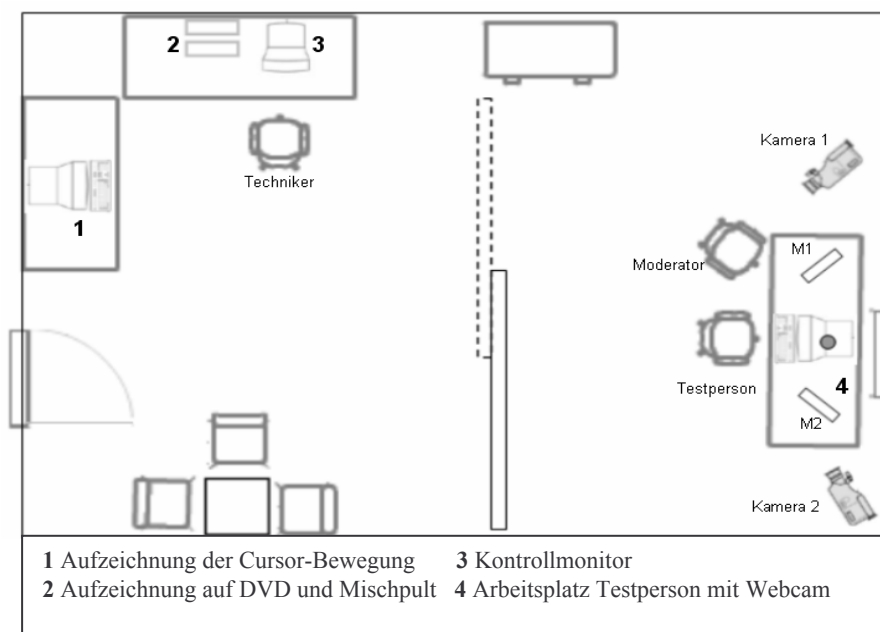 2
3
Kamera 1
Techniker
1
M1
Moderator
Testperson
4
M2
Kamera 2
1 Aufzeichnung der Cursor-Bewegung 3 Kontrollmonitor
2 Aufzeichnung auf DVD und Mischpult 4 Arbeitsplatz Testperson mit Webcam